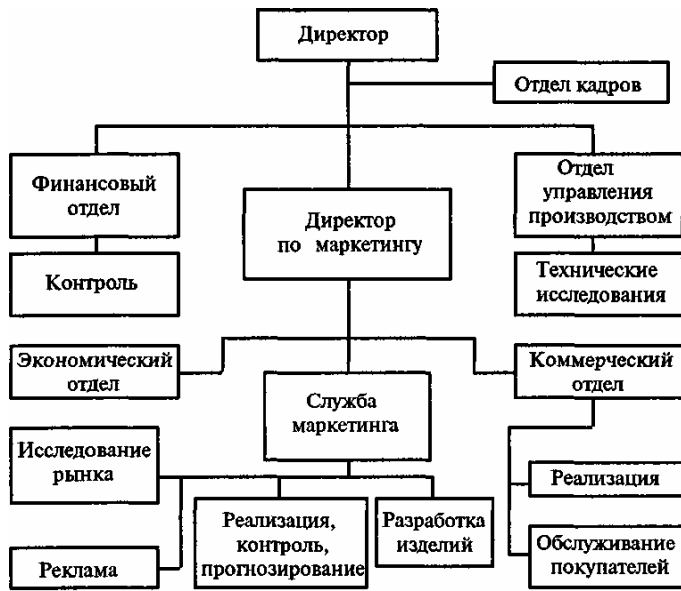 Директор
Отдел кадров
Финансовый
отдел
Директор
по маркетингу
Отдел
управления
производством
Контроль
Технические
исследования
Экономический
отдел
Служба
маркетинга
Коммерческий
отдел
Исследование
рынка
Реклама
Реализация,
контроль,
прогнозирование
Разработка
изделий
Реализация
Обслуживание
покупателей